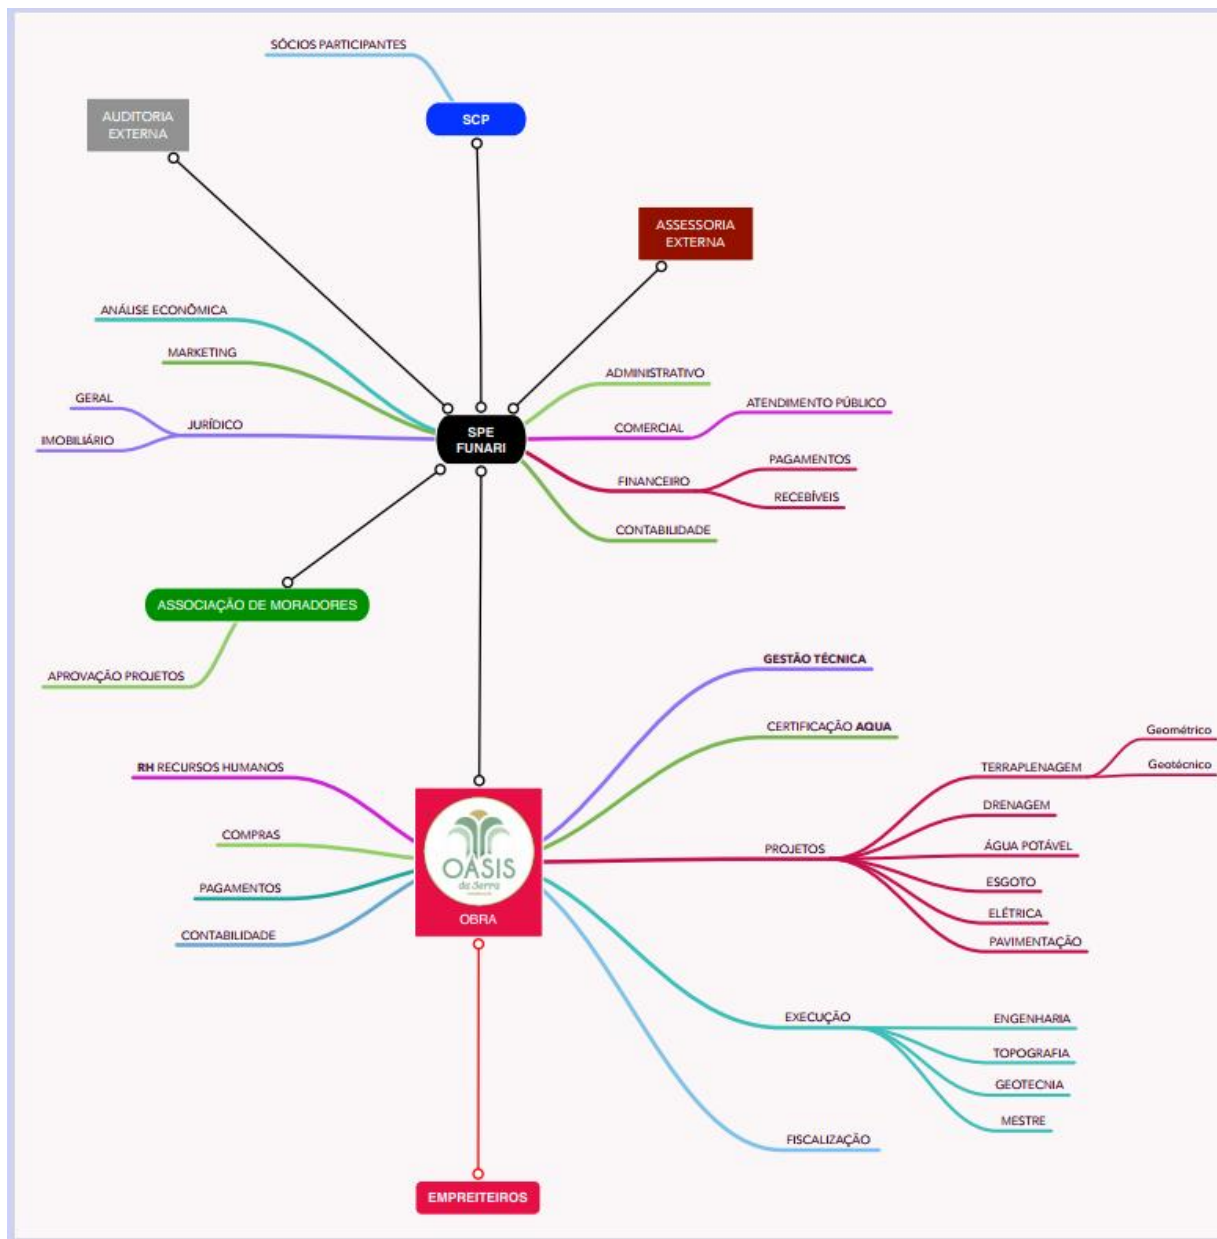 SÓCIOS PARTICIPANTES
AUDITORIA
EXTERNA
SCP
ASSESSORIA
EXTERNA
ANÁLISE ECONÔMICA
MARKETING
GERAL
JURÍDICO
IMOBILIÁRIO
SPE
FUNARI
ADMINISTRATIVO
ATENDIMENTO PÚBLICO
COMERCIAL
PAGAMENTOS
FINANCEIRO
RECEBÍVEIS
CONTABILIDADE
ASSOCIAÇÃO DE MORADORES
APROVAÇÃO PROJETOS
GESTÃO TÉCNICA
CERTIFICAÇÃO AQUA
RH RECURSOS HUMANOS
COMPRAS
PAGAMENTOS
CONTABILIDADE
OASIS
da Serra
OBRA
PROJETOS
TERRAPLENAGEM
Geométrico
Geotécnico
DRENAGEM
ÁGUA POTÁVEL
ESGOTO
ELÉTRICA
PAVIMENTAÇÃO
EXECUÇÃO
ENGENHARIA
TOPOGRAFIA
GEOTECNIA
MESTRE
FISCALIZAÇÃO
EMPREITEIROS